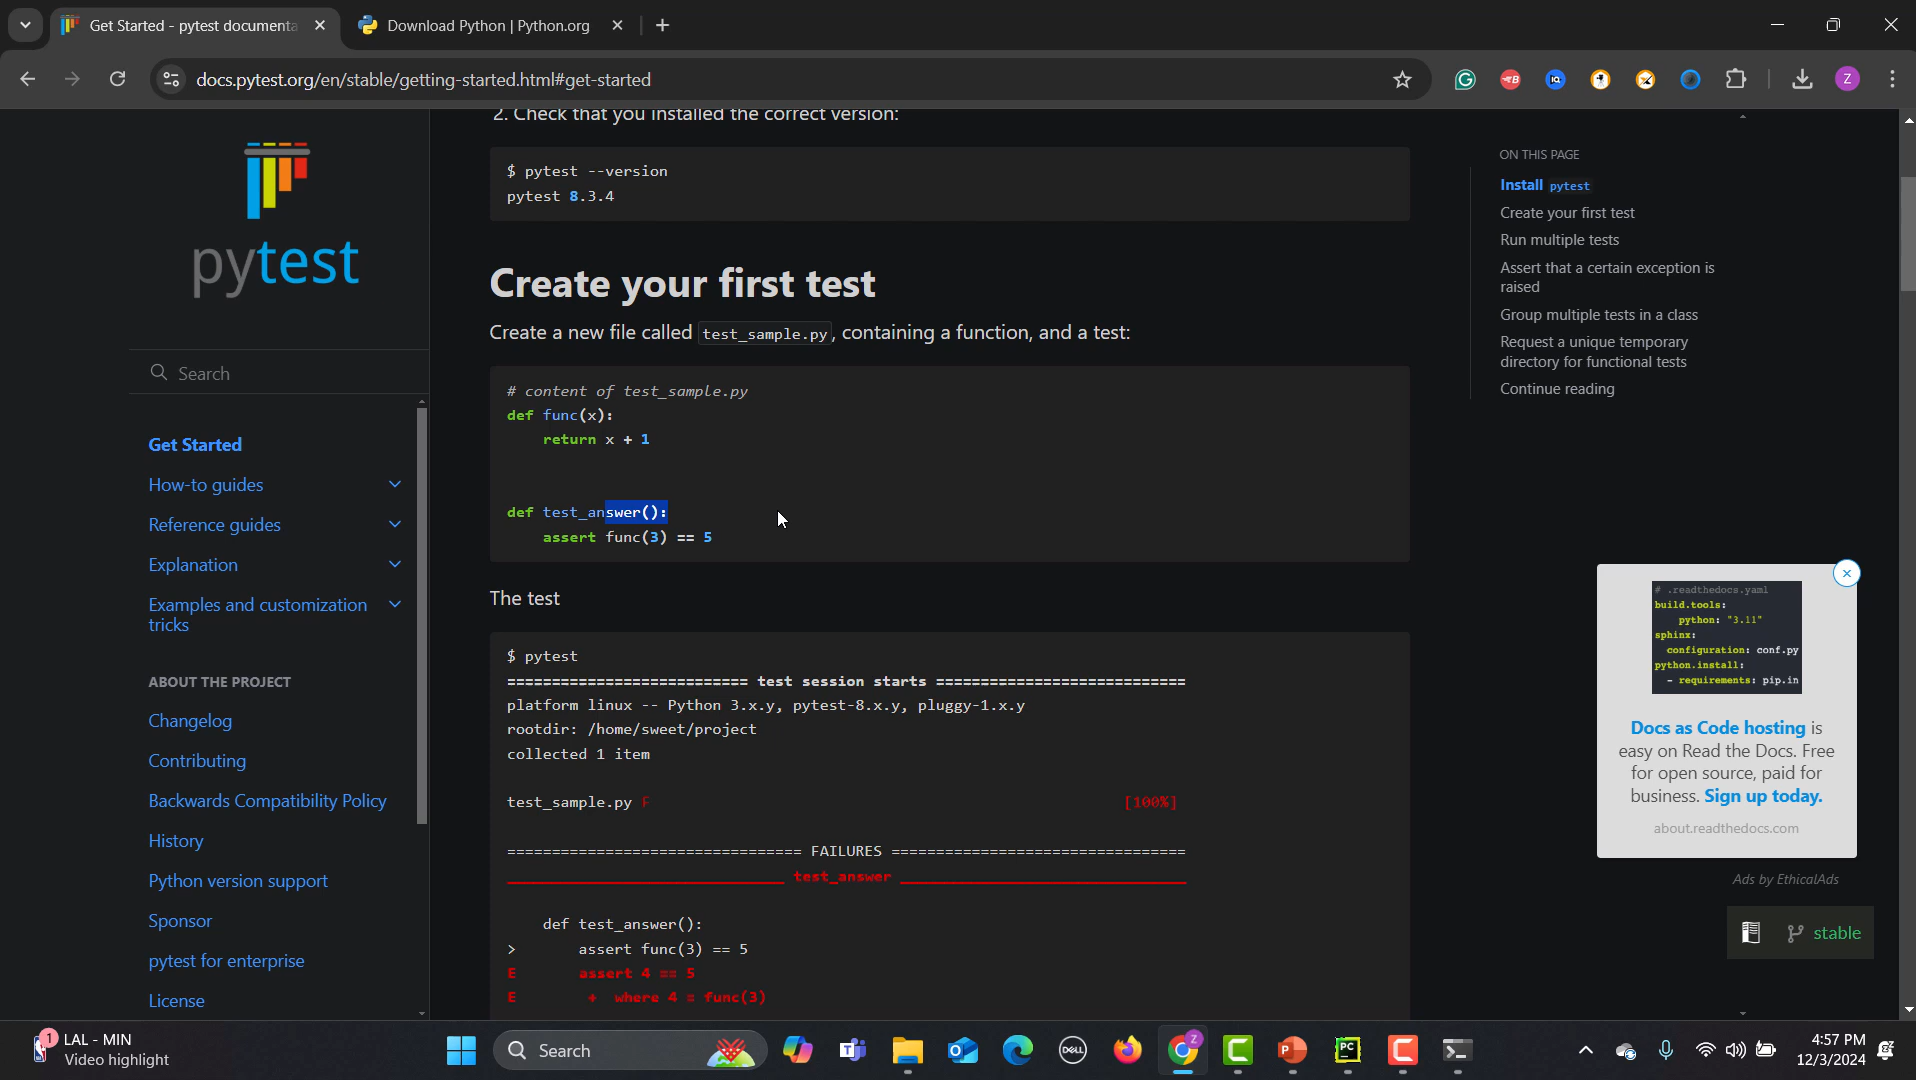 Get Started - pytest documenta
Download Python | Python.org
docs.pytest.org/en/stable/getting-started.html#get-started
Z
pytest
Search
Get Started
How-to guides
Reference guides
Explanation
Examples and customization
tricks
ABOUT THE PROJECT
Changelog
Contributing
Backwards Compatibility Policy
History
Python version support
Sponsor
pytest for enterprise
License
2. Check that you installed the correct version:
$ pytest --version
pytest 8.3.4
Create your first test
Create a new file called test_sample.py, containing a function, and a test:
# content of test_sample.py
def func(x):
    return x + 1
def test_answer():
    assert func(3) == 5
The test
$ pytest
=========================== test session starts ============================
platform linux -- Python 3.x.y, pytest-8.x.y, pluggy-1.x.y
rootdir: /home/sweet/project
collected 1 item
test_sample.py F [100%]
================================= FAILURES =================================
_______________________________ test_answer ________________________________
    def test_answer():
>       assert func(3) == 5
E       assert 4 == 5
E        +  where 4 = func(3)
ON THIS PAGE
Install pytest
Create your first test
Run multiple tests
Assert that a certain exception is
raised
Group multiple tests in a class
Request a unique temporary
directory for functional tests
Continue reading
# .readthedocs.yaml
build.tools:
python: "3.11"
sphinx:
configuration: conf.py
python.install:
- requirements: pip.in
Docs as Code hosting is
easy on Read the Docs. Free
for open source, paid for
business. Sign up today.
about.readthedocs.com
Ads by EthicalAds
stable
1
LAL - MIN
Video highlight
Search
DELL
Z
PC
4:57 PM
12/3/2024